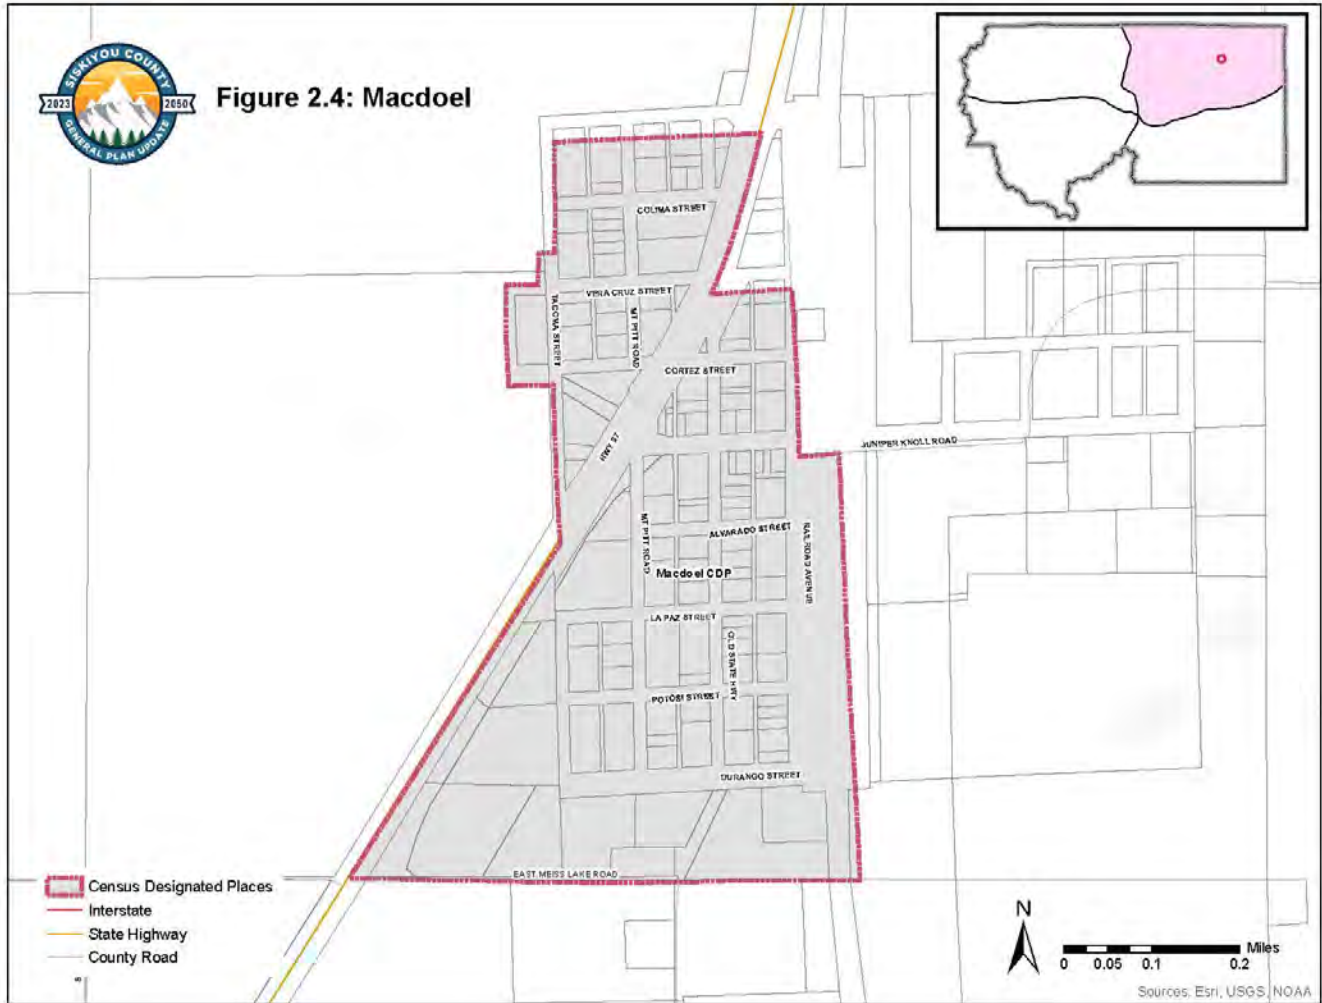 SISKIYOU COUNTY
2023
2050
GENERAL PLAN UPDATE
Figure 2.4: Macdoel
COLIMA STREET
VERA CRUZ STREET
TACOMA STREET
MT PITT ROAD
CORTEZ STREET
HWY 97
JUNIPER KNOLL ROAD
MT PITT ROAD
ALVARADO STREET
RAILROAD AVENUE
Macdoel CDP
LA PAZ STREET
OLD STATE HWY
POTOSI STREET
DURANGO STREET
EAST MEISS LAKE ROAD
Census Designated Places
Interstate
State Highway
County Road
N
Miles
0 0.05 0.1 0.2
Sources: Esri, USGS, NOAA